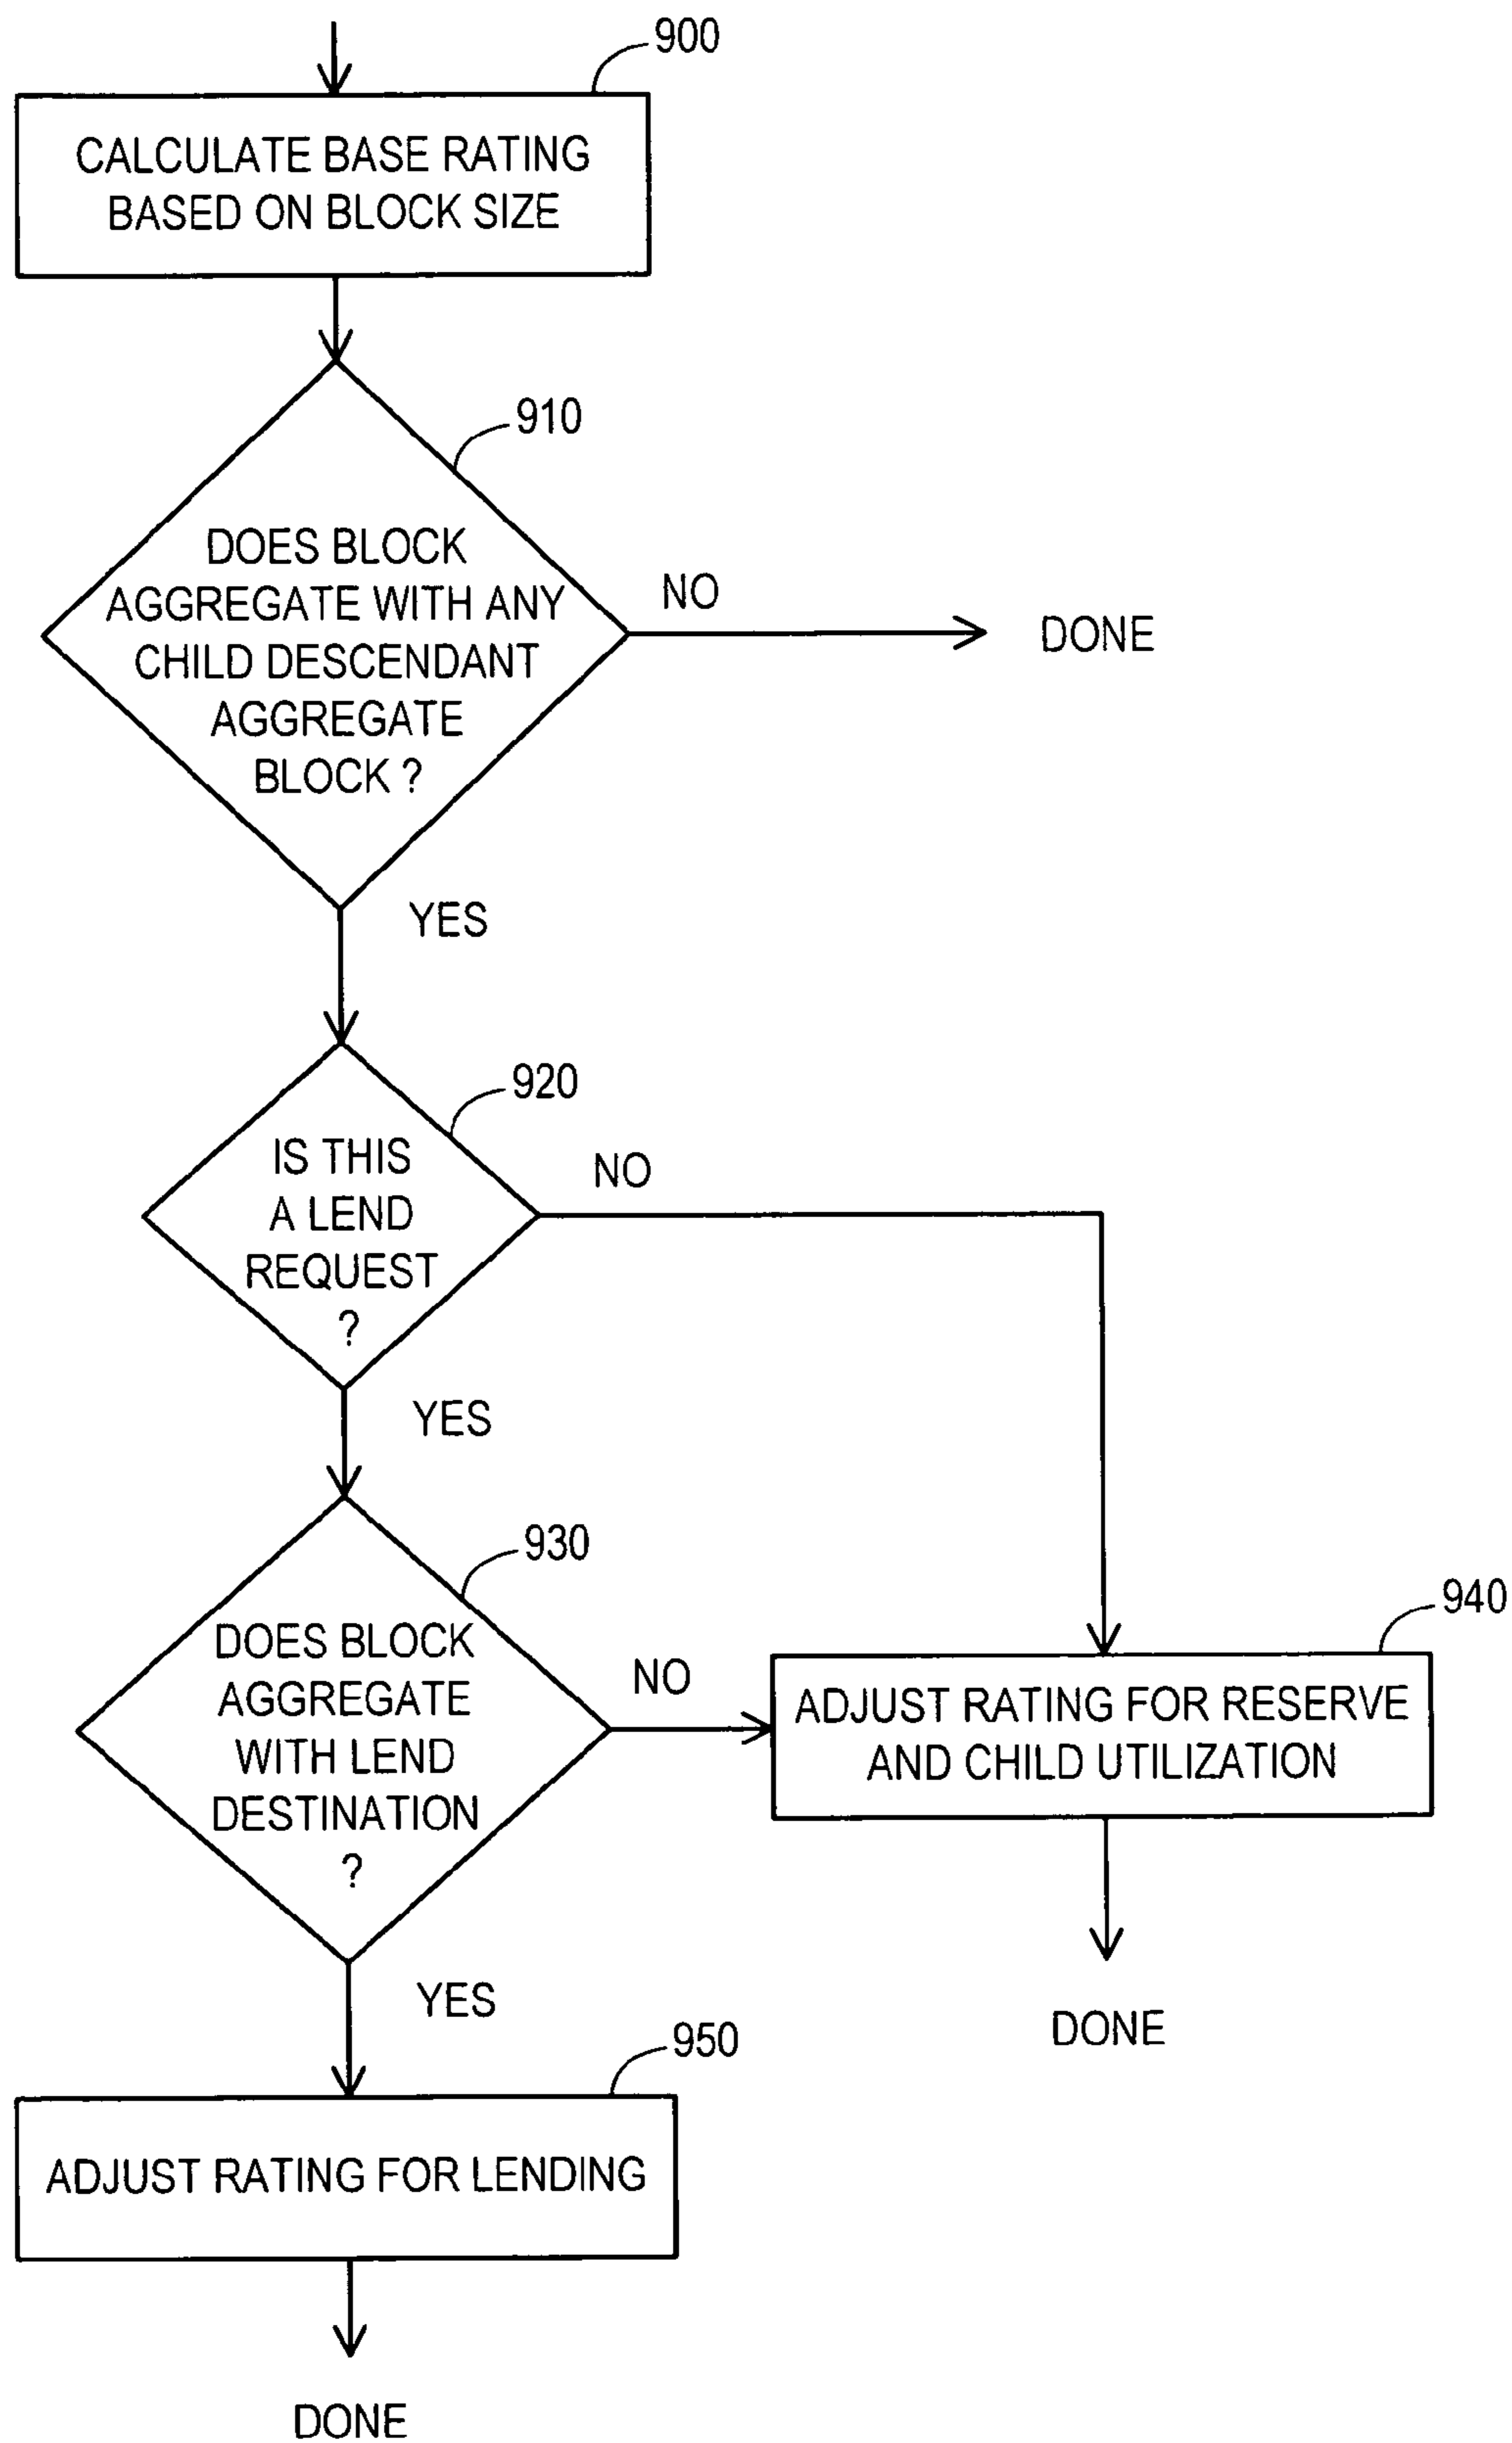 900
CALCULATE BASE RATING
BASED ON BLOCK SIZE
910
DOES BLOCK
AGGREGATE WITH ANY
CHILD DESCENDANT
AGGREGATE
BLOCK ?
NO
DONE
YES
920
IS THIS
A LEND
REQUEST
?
NO
YES
930
DOES BLOCK
AGGREGATE
WITH LEND
DESTINATION
?
NO
940
ADJUST RATING FOR RESERVE
AND CHILD UTILIZATION
DONE
YES
950
ADJUST RATING FOR LENDING
DONE